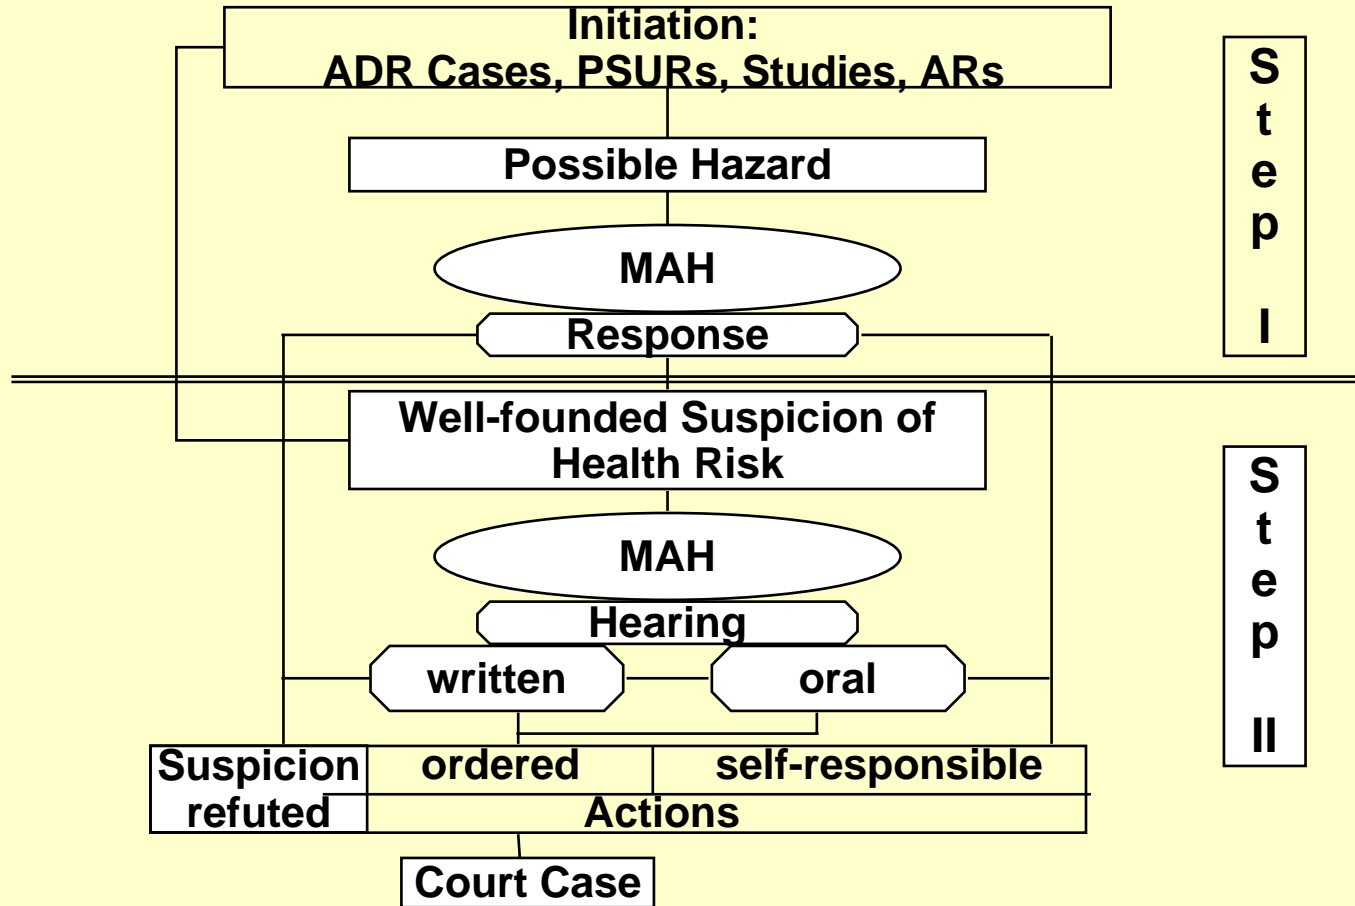 Initiation:
ADR Cases, PSURs, Studies, ARs
Step I
Possible Hazard
MAH
Response
Well-founded Suspicion of
Health Risk
Step II
MAH
Hearing
written oral
Suspicion
refuted
ordered self-responsible
Actions
Court Case